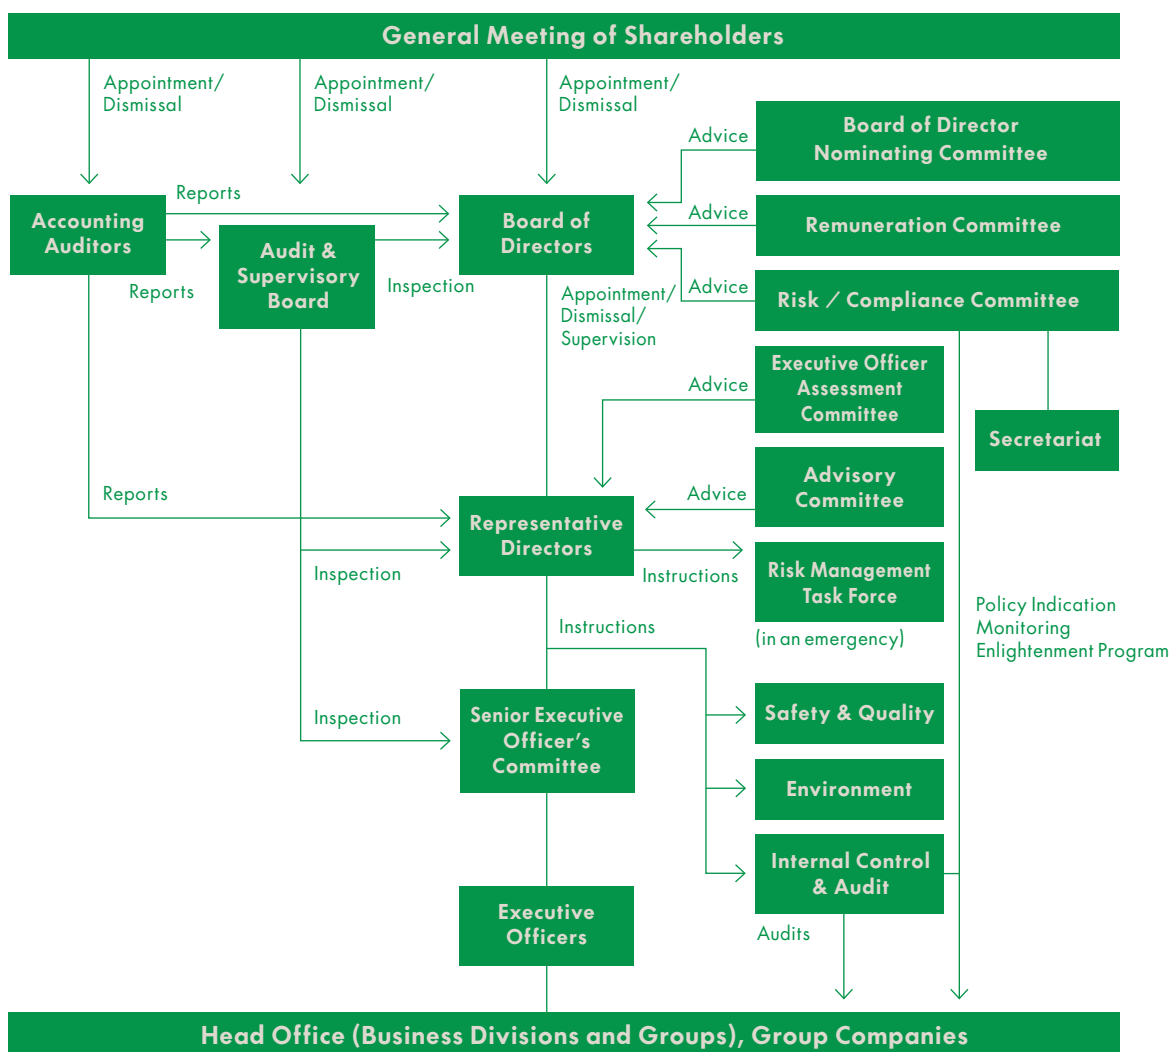 General Meeting of Shareholders
Appointment/
Dismissal
Appointment/
Dismissal
Appointment/
Dismissal
Advice
Board of Director
Nominating Committee
Reports
Accounting
Auditors
Board of
Directors
Advice
Remuneration Committee
Audit &
Supervisory
Board
Reports
Inspection
Appointment/
Dismissal/
Supervision
Advice
Risk / Compliance Committee
Advice
Executive Officer
Assessment
Committee
Secretariat
Reports
Advice
Advisory
Committee
Representative
Directors
Inspection
Instructions
Risk Management
Task Force
(in an emergency)
Policy Indication
Monitoring
Enlightenment Program
Instructions
Inspection
Senior Executive
Officer's
Committee
Safety & Quality
Environment
Internal Control
& Audit
Executive
Officers
Audits
Head Office (Business Divisions and Groups), Group Companies